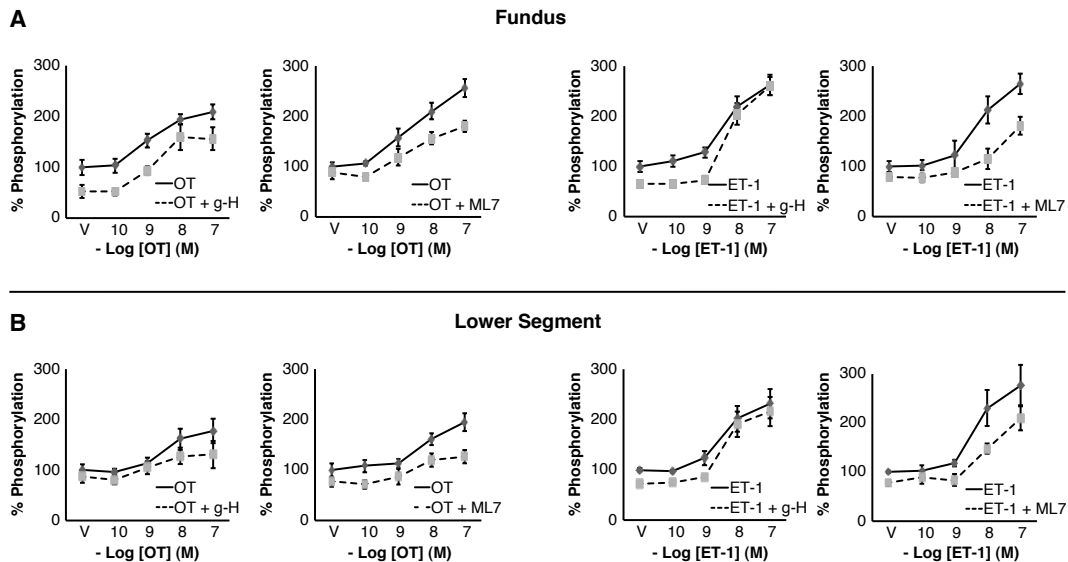 A
Fundus
% Phosphorylation
300
200
100
0
OT
OT + g-H
V 10 9 8 7
- Log [OT] (M)
% Phosphorylation
300
200
100
0
OT
OT + ML7
V 10 9 8 7
- Log [OT] (M)
% Phosphorylation
300
200
100
0
ET-1
ET-1 + g-H
V 10 9 8 7
- Log [ET-1] (M)
% Phosphorylation
300
200
100
0
ET-1
ET-1 + ML7
V 10 9 8 7
- Log [ET-1] (M)
B
Lower Segment
% Phosphorylation
300
200
100
0
OT
OT + g-H
V 10 9 8 7
- Log [OT] (M)
% Phosphorylation
300
200
100
0
OT
OT + ML7
V 10 9 8 7
- Log [OT] (M)
% Phosphorylation
300
200
100
0
ET-1
ET-1 + g-H
V 10 9 8 7
- Log [ET-1] (M)
% Phosphorylation
300
200
100
0
ET-1
ET-1 + ML7
V 10 9 8 7
- Log [ET-1] (M)